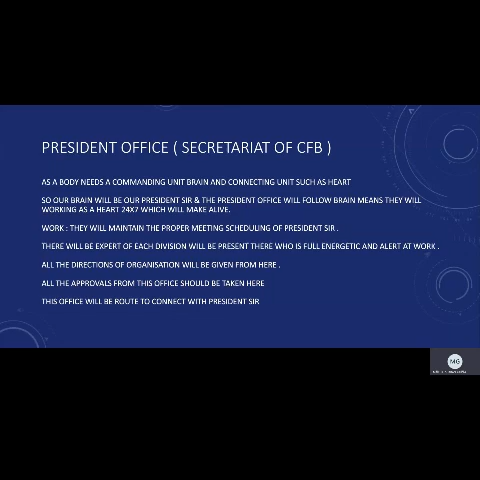 PRESIDENT OFFICE ( SECRETARIAT OF CFB )
AS A BODY NEEDS A COMMANDING UNIT BRAIN AND CONNECTING UNIT SUCH AS HEART
SO OUR BRAIN WILL BE OUR PRESIDENT SIR & THE PRESIDENT OFFICE WILL FOLLOW BRAIN MEANS THEY WILL
WORKING AS A HEART 24X7 WHICH WILL MAKE ALIVE.
WORK : THEY WILL MAINTAIN THE PROPER MEETING SCHEDULING OF PRESIDENT SIR .
THERE WILL BE EXPERT OF EACH DIVISION WILL BE PRESENT THERE WHO IS FULL ENERGETIC AND ALERT AT WORK .
ALL THE DIRECTIONS OF ORGANISATION WILL BE GIVEN FROM HERE .
ALL THE APPROVALS FROM THIS OFFICE SHOULD BE TAKEN HERE
THIS OFFICE WILL BE ROUTE TO CONNECT WITH PRESIDENT SIR
MG